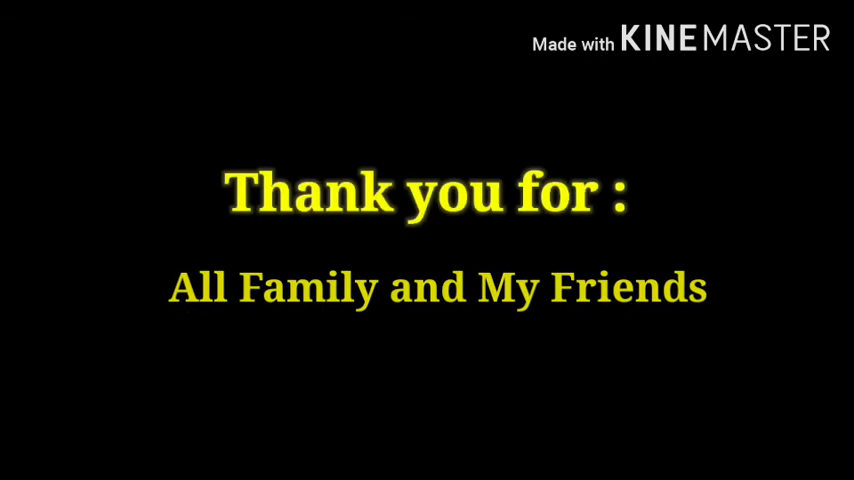 Made with KINEMASTER
Thank you for :
All Family and My Friends